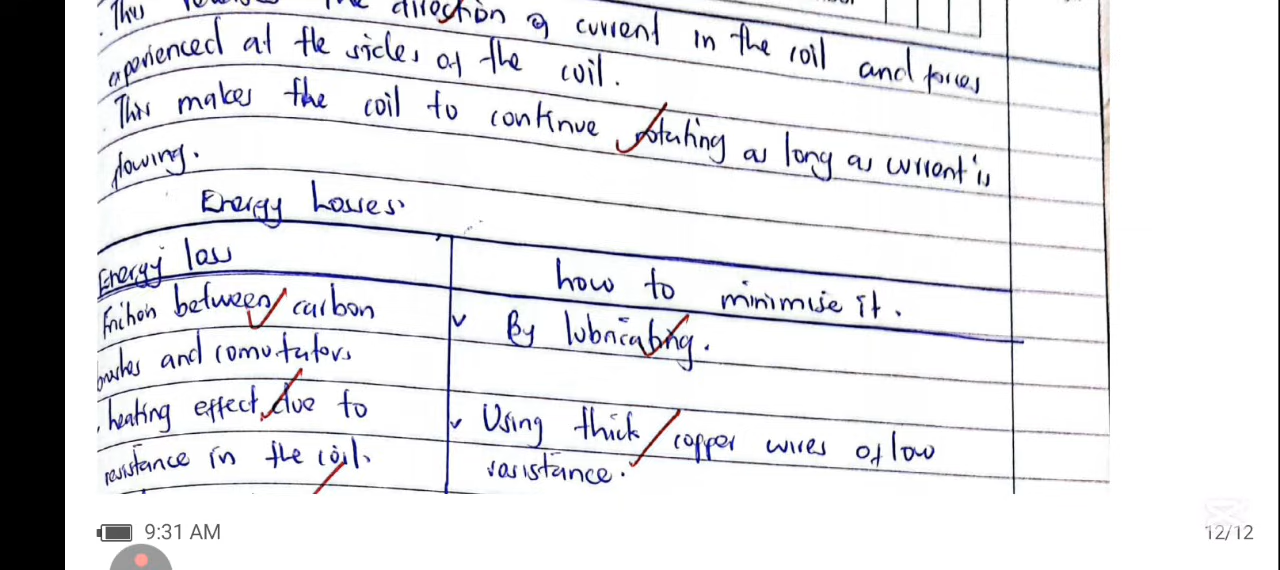 . This reverses the direction of current in the coil and forces
experienced at the sides of the coil.
. This makes the coil to continue rotating as long as current is
flowing.
Energy Losses.
Energy loss
how to minimise it.
Friction between carbon
By lubricating.
brushes and comutators
. heating effect due to
Using thick copper wires of low
resistance in the coil.
resistance.
9:31 AM
12/12